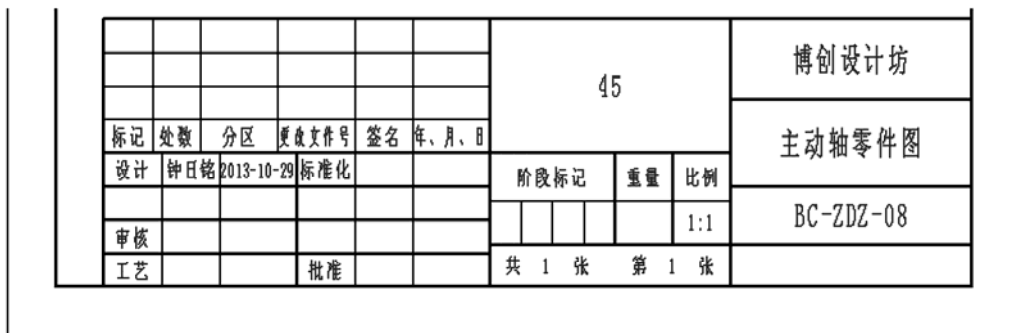 博创设计坊
45
标记 处数 分区 更改文件号 签名 年、月、日
主动轴零件图
设计 钟日铭 2013-10-29 标准化
阶段标记 重量 比例
1:1
BC-ZDZ-08
审核
工艺 批准
共 1 张 第 1 张